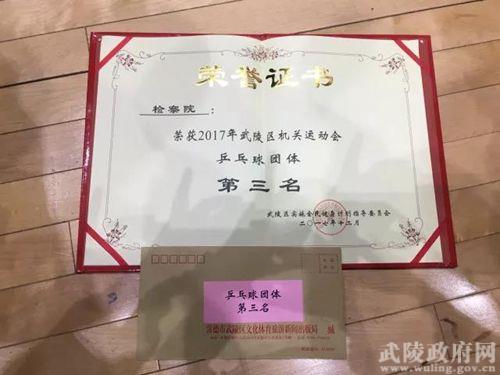 荣誉证书
检察院：
荣获2017年武陵区机关运动会
乒乓球团体
第三名
武陵区实施全民健身计划指导委员会
二〇一七年十二月
乒乓球团体
第三名
常德市武陵区文化体育旅游新闻出版局
武陵政府网
www.wuling.gov.cn